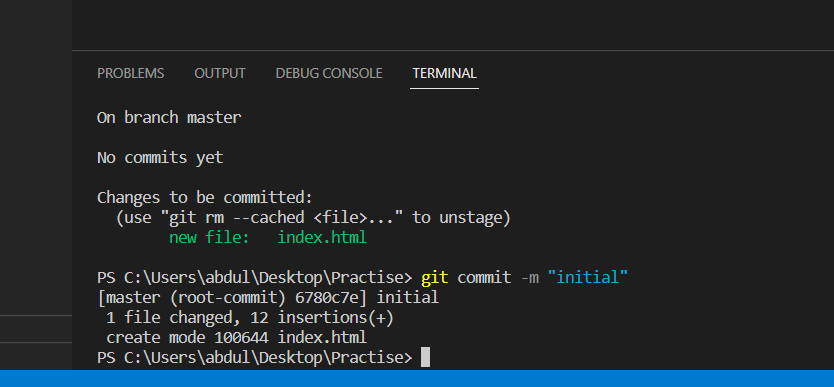 PROBLEMS OUTPUT DEBUG CONSOLE TERMINAL
On branch master
No commits yet
Changes to be committed:
(use "git rm --cached <file>..." to unstage)
new file: index.html
PS C:\Users\abdul\Desktop\Practise> git commit -m "initial"
[master (root-commit) 6780c7e] initial
1 file changed, 12 insertions(+)
create mode 100644 index.html
PS C:\Users\abdul\Desktop\Practise>